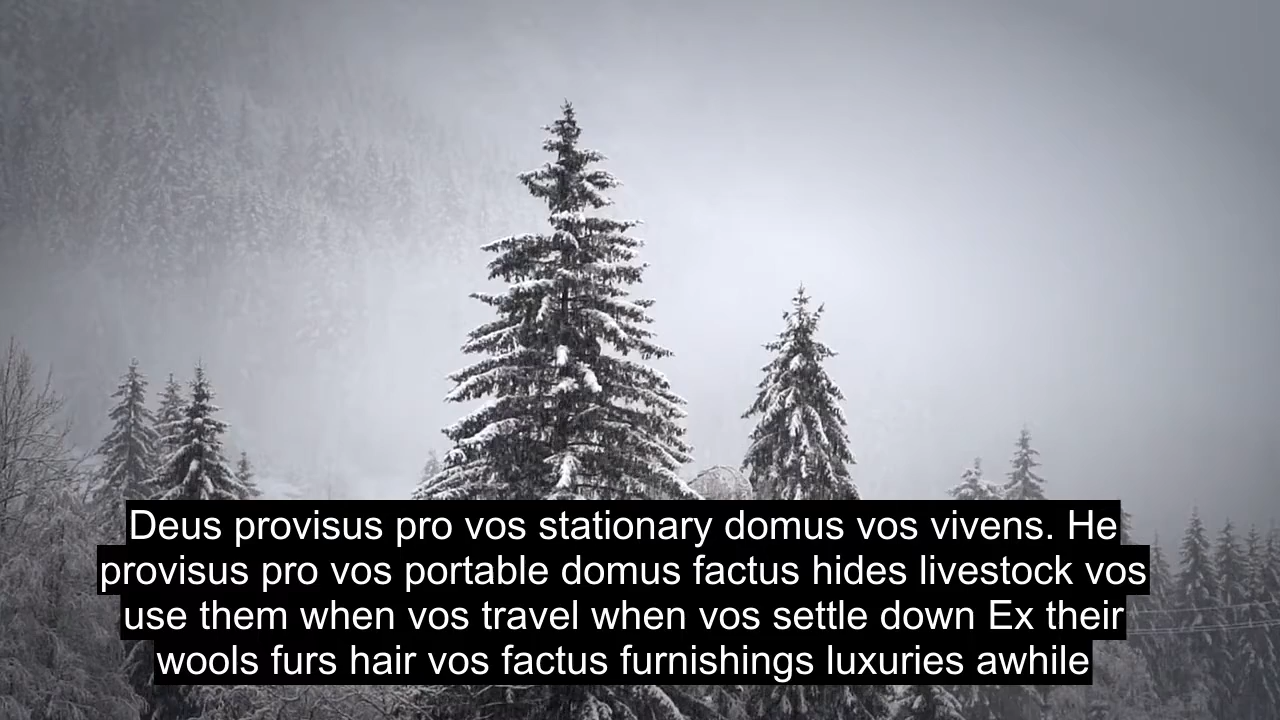 Deus provisus pro vos stationary domus vos vivens. He
provisus pro vos portable domus factus hides livestock vos
use them when vos travel when vos settle down Ex their
wools furs hair vos factus furnishings luxuries awhile